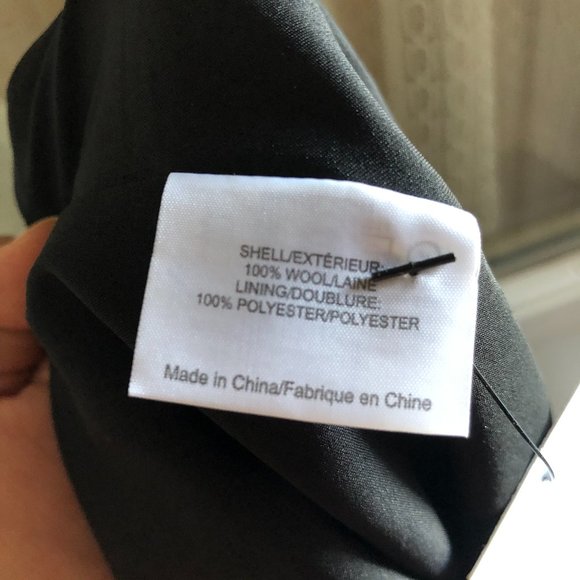 SHELL/EXTÉRIEUR:
100% WOOL/LAINE
LINING/DOUBLURE:
100% POLYESTER/POLYESTER
Made in China/Fabrique en Chine